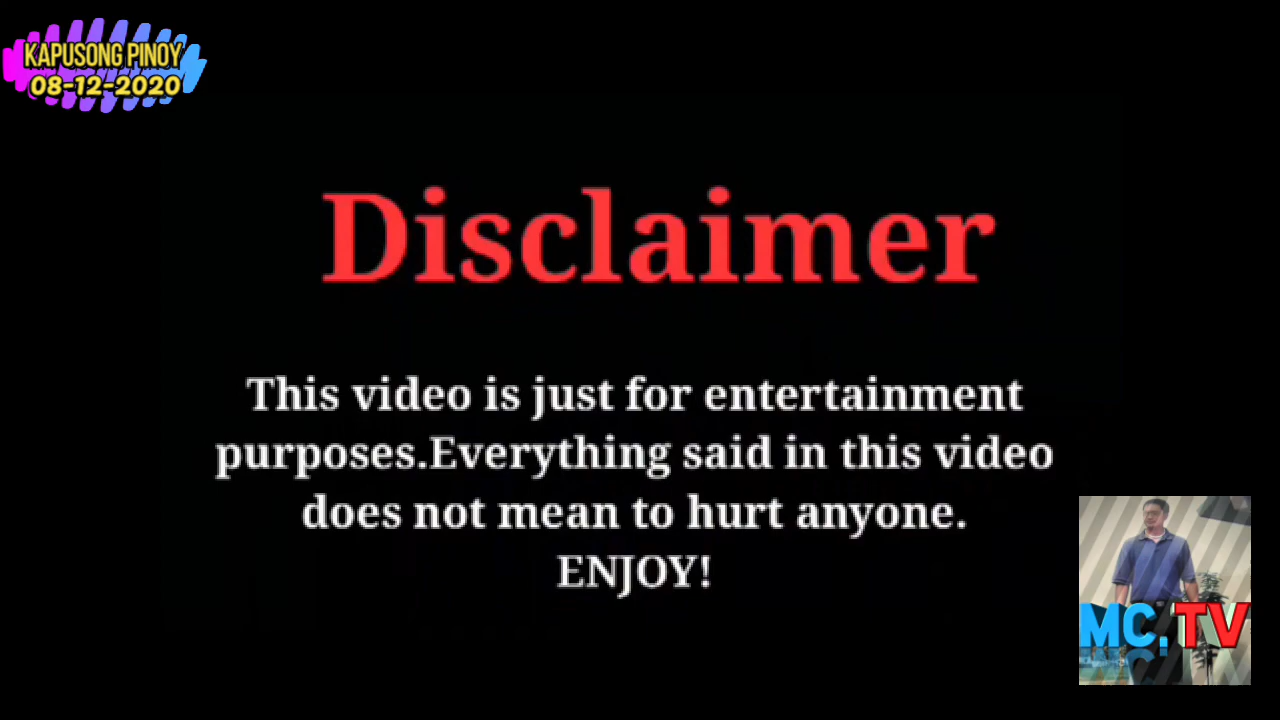 KAPUSONG PINOY
08-12-2020
Disclaimer
This video is just for entertainment
purposes.Everything said in this video
does not mean to hurt anyone.
ENJOY!
MC.TV